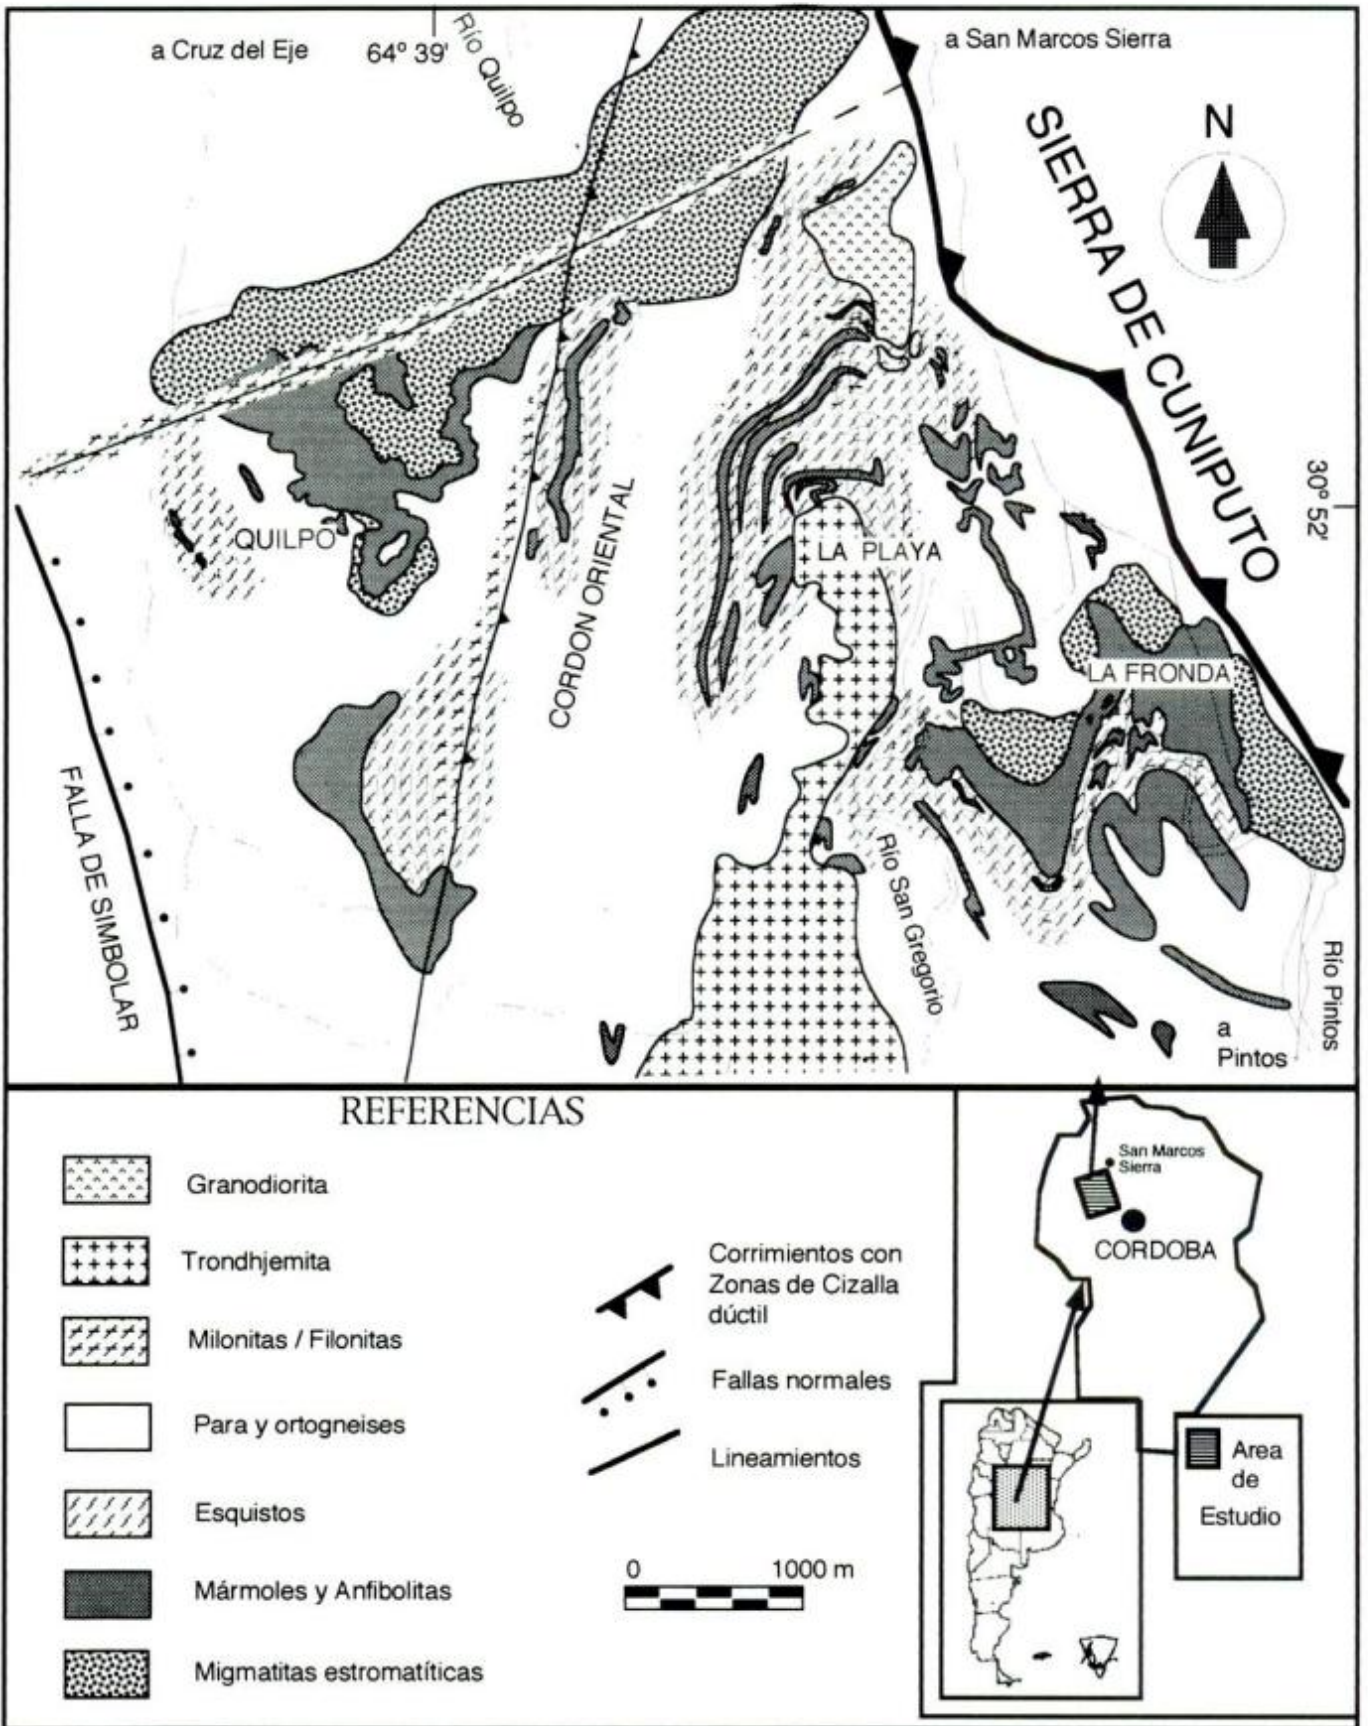 a Cruz del Eje
64° 39'
Río Quilpo
a San Marcos Sierra
N
SIERRA DE CUNIPUTO
30° 52'
QUILPO
CORDON ORIENTAL
LA PLAYA
LA FRONDA
FALLA DE SIMBOLAR
Río San Gregorio
Río Pintos
a
Pintos
REFERENCIAS
Granodiorita
Trondhjemita
Milonitas / Filonitas
Para y ortogneises
Esquistos
Mármoles y Anfibolitas
Migmatitas estromatíticas
Corrimientos con
Zonas de Cizalla
dúctil
Fallas normales
Lineamientos
0 1000 m
San Marcos
Sierra
CORDOBA
Area
de
Estudio